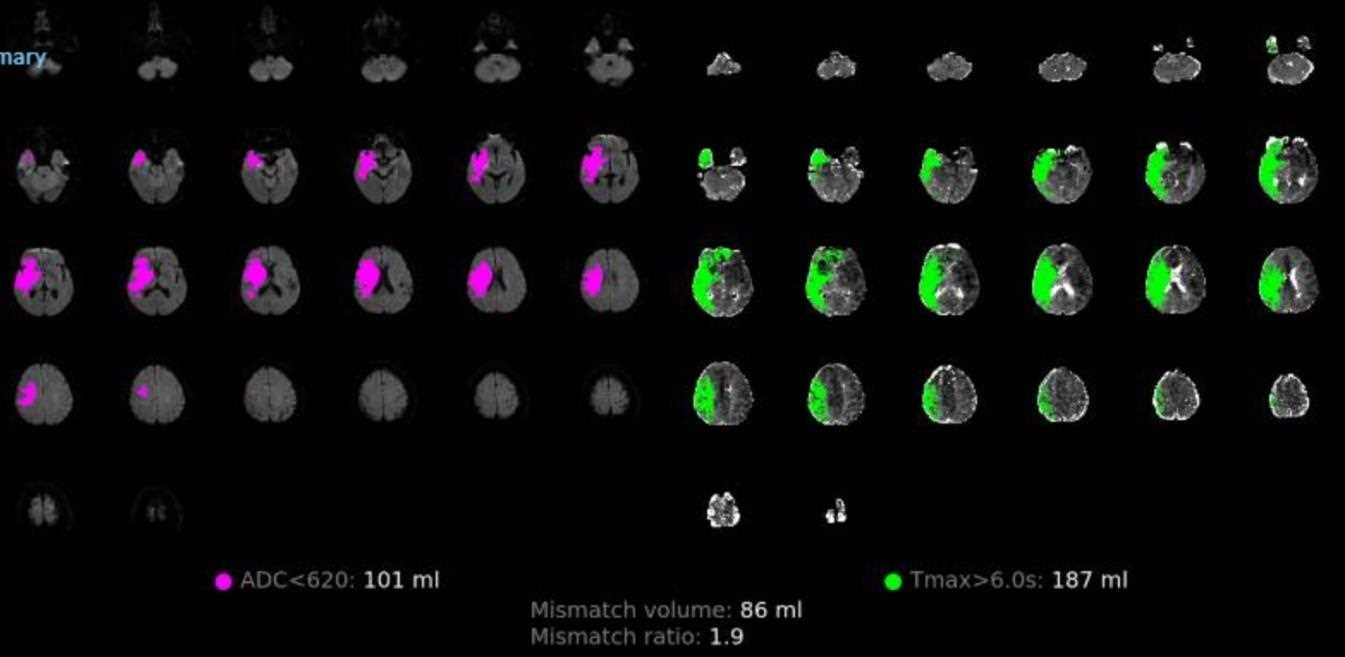 mary
ADC<620: 101 ml
Tmax>6.0s: 187 ml
Mismatch volume: 86 ml
Mismatch ratio: 1.9